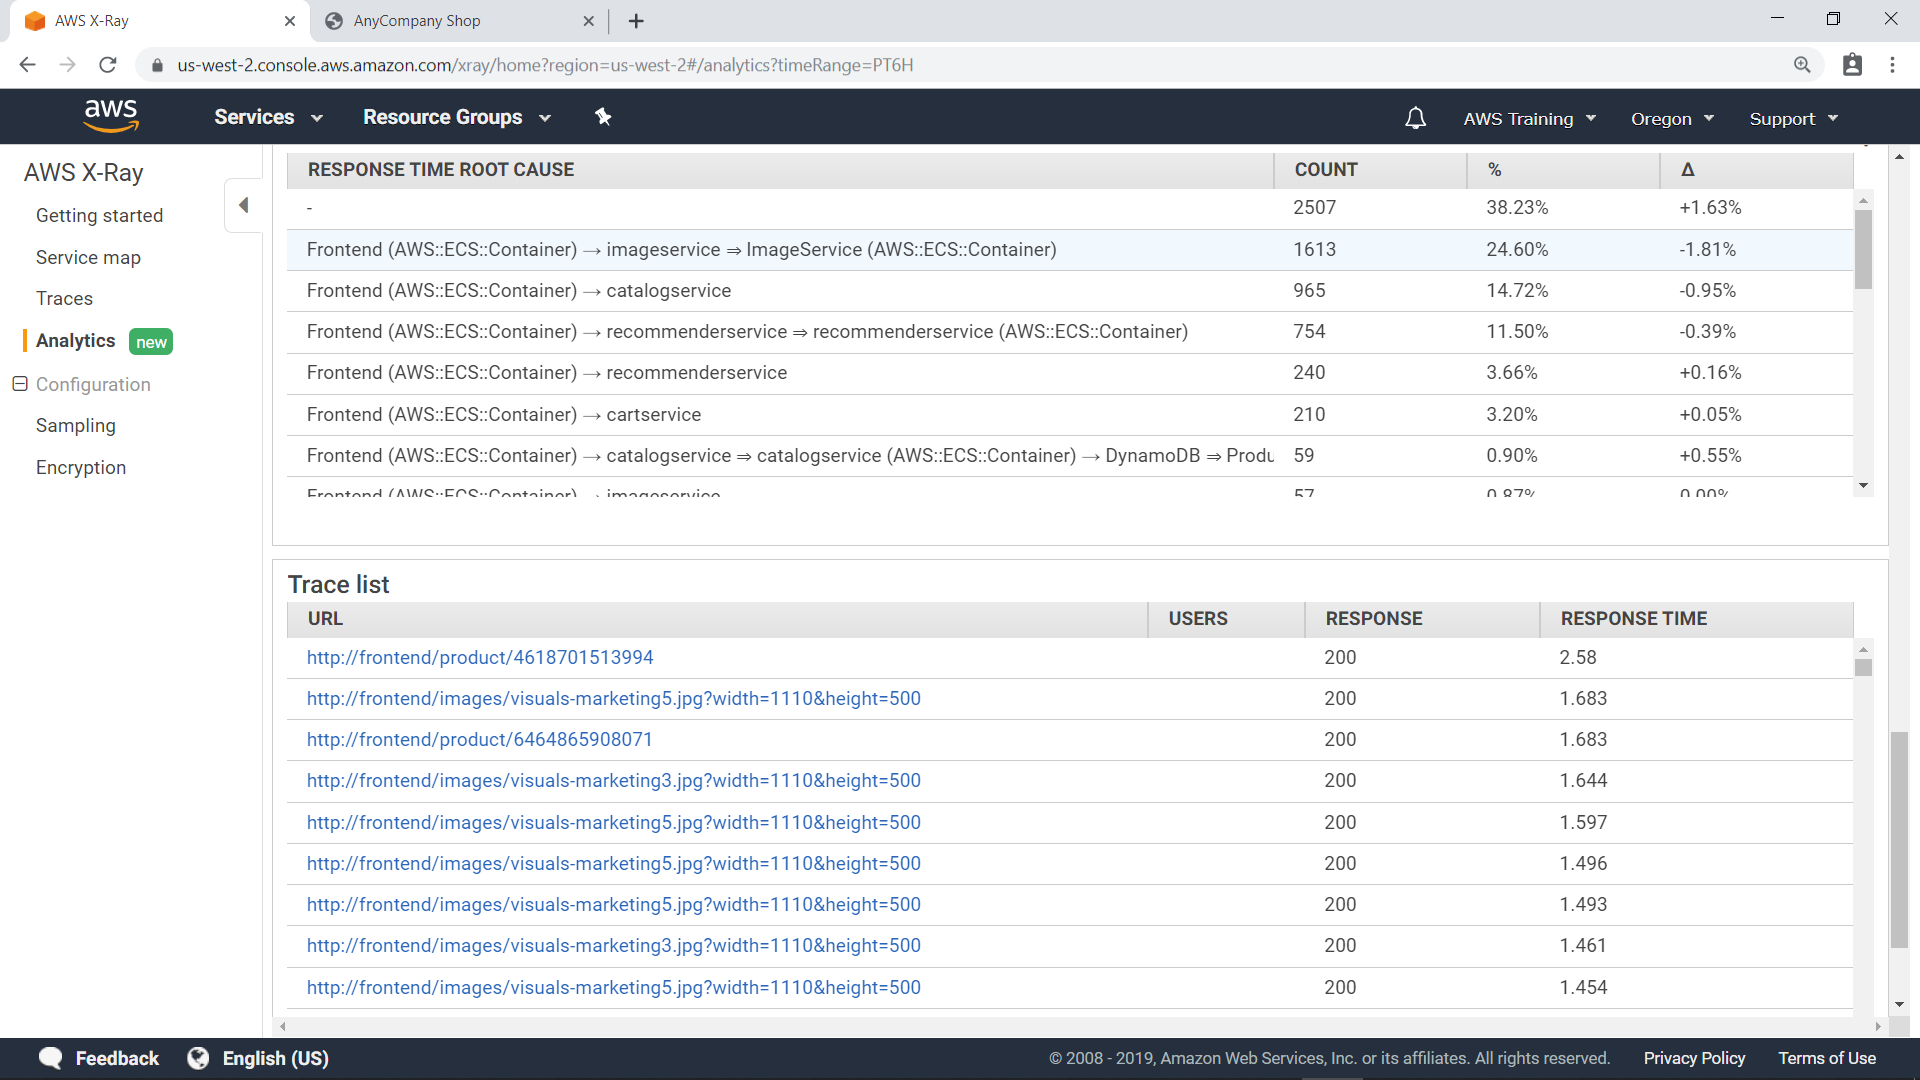 AWS X-Ray
AnyCompany Shop
us-west-2.console.aws.amazon.com/xray/home?region=us-west-2#/analytics?timeRange=PT6H
aws Services Resource Groups AWS Training Oregon Support
AWS X-Ray
Getting started
Service map
Traces
Analytics new
Configuration
Sampling
Encryption
RESPONSE TIME ROOT CAUSE COUNT % Δ
- 2507 38.23% +1.63%
Frontend (AWS::ECS::Container) → imageservice ⇒ ImageService (AWS::ECS::Container) 1613 24.60% -1.81%
Frontend (AWS::ECS::Container) → catalogservice 965 14.72% -0.95%
Frontend (AWS::ECS::Container) → recommenderservice ⇒ recommenderservice (AWS::ECS::Container) 754 11.50% -0.39%
Frontend (AWS::ECS::Container) → recommenderservice 240 3.66% +0.16%
Frontend (AWS::ECS::Container) → cartservice 210 3.20% +0.05%
Frontend (AWS::ECS::Container) → catalogservice ⇒ catalogservice (AWS::ECS::Container) → DynamoDB ⇒ Produ 59 0.90% +0.55%
Frontend (AWS::ECS::Container) → imageservice 57 0.87% 0.00%
Trace list
URL USERS RESPONSE RESPONSE TIME
http://frontend/product/4618701513994 200 2.58
http://frontend/images/visuals-marketing5.jpg?width=1110&height=500 200 1.683
http://frontend/product/6464865908071 200 1.683
http://frontend/images/visuals-marketing3.jpg?width=1110&height=500 200 1.644
http://frontend/images/visuals-marketing5.jpg?width=1110&height=500 200 1.597
http://frontend/images/visuals-marketing5.jpg?width=1110&height=500 200 1.496
http://frontend/images/visuals-marketing5.jpg?width=1110&height=500 200 1.493
http://frontend/images/visuals-marketing3.jpg?width=1110&height=500 200 1.461
http://frontend/images/visuals-marketing5.jpg?width=1110&height=500 200 1.454
Feedback English (US) © 2008 - 2019, Amazon Web Services, Inc. or its affiliates. All rights reserved. Privacy Policy Terms of Use